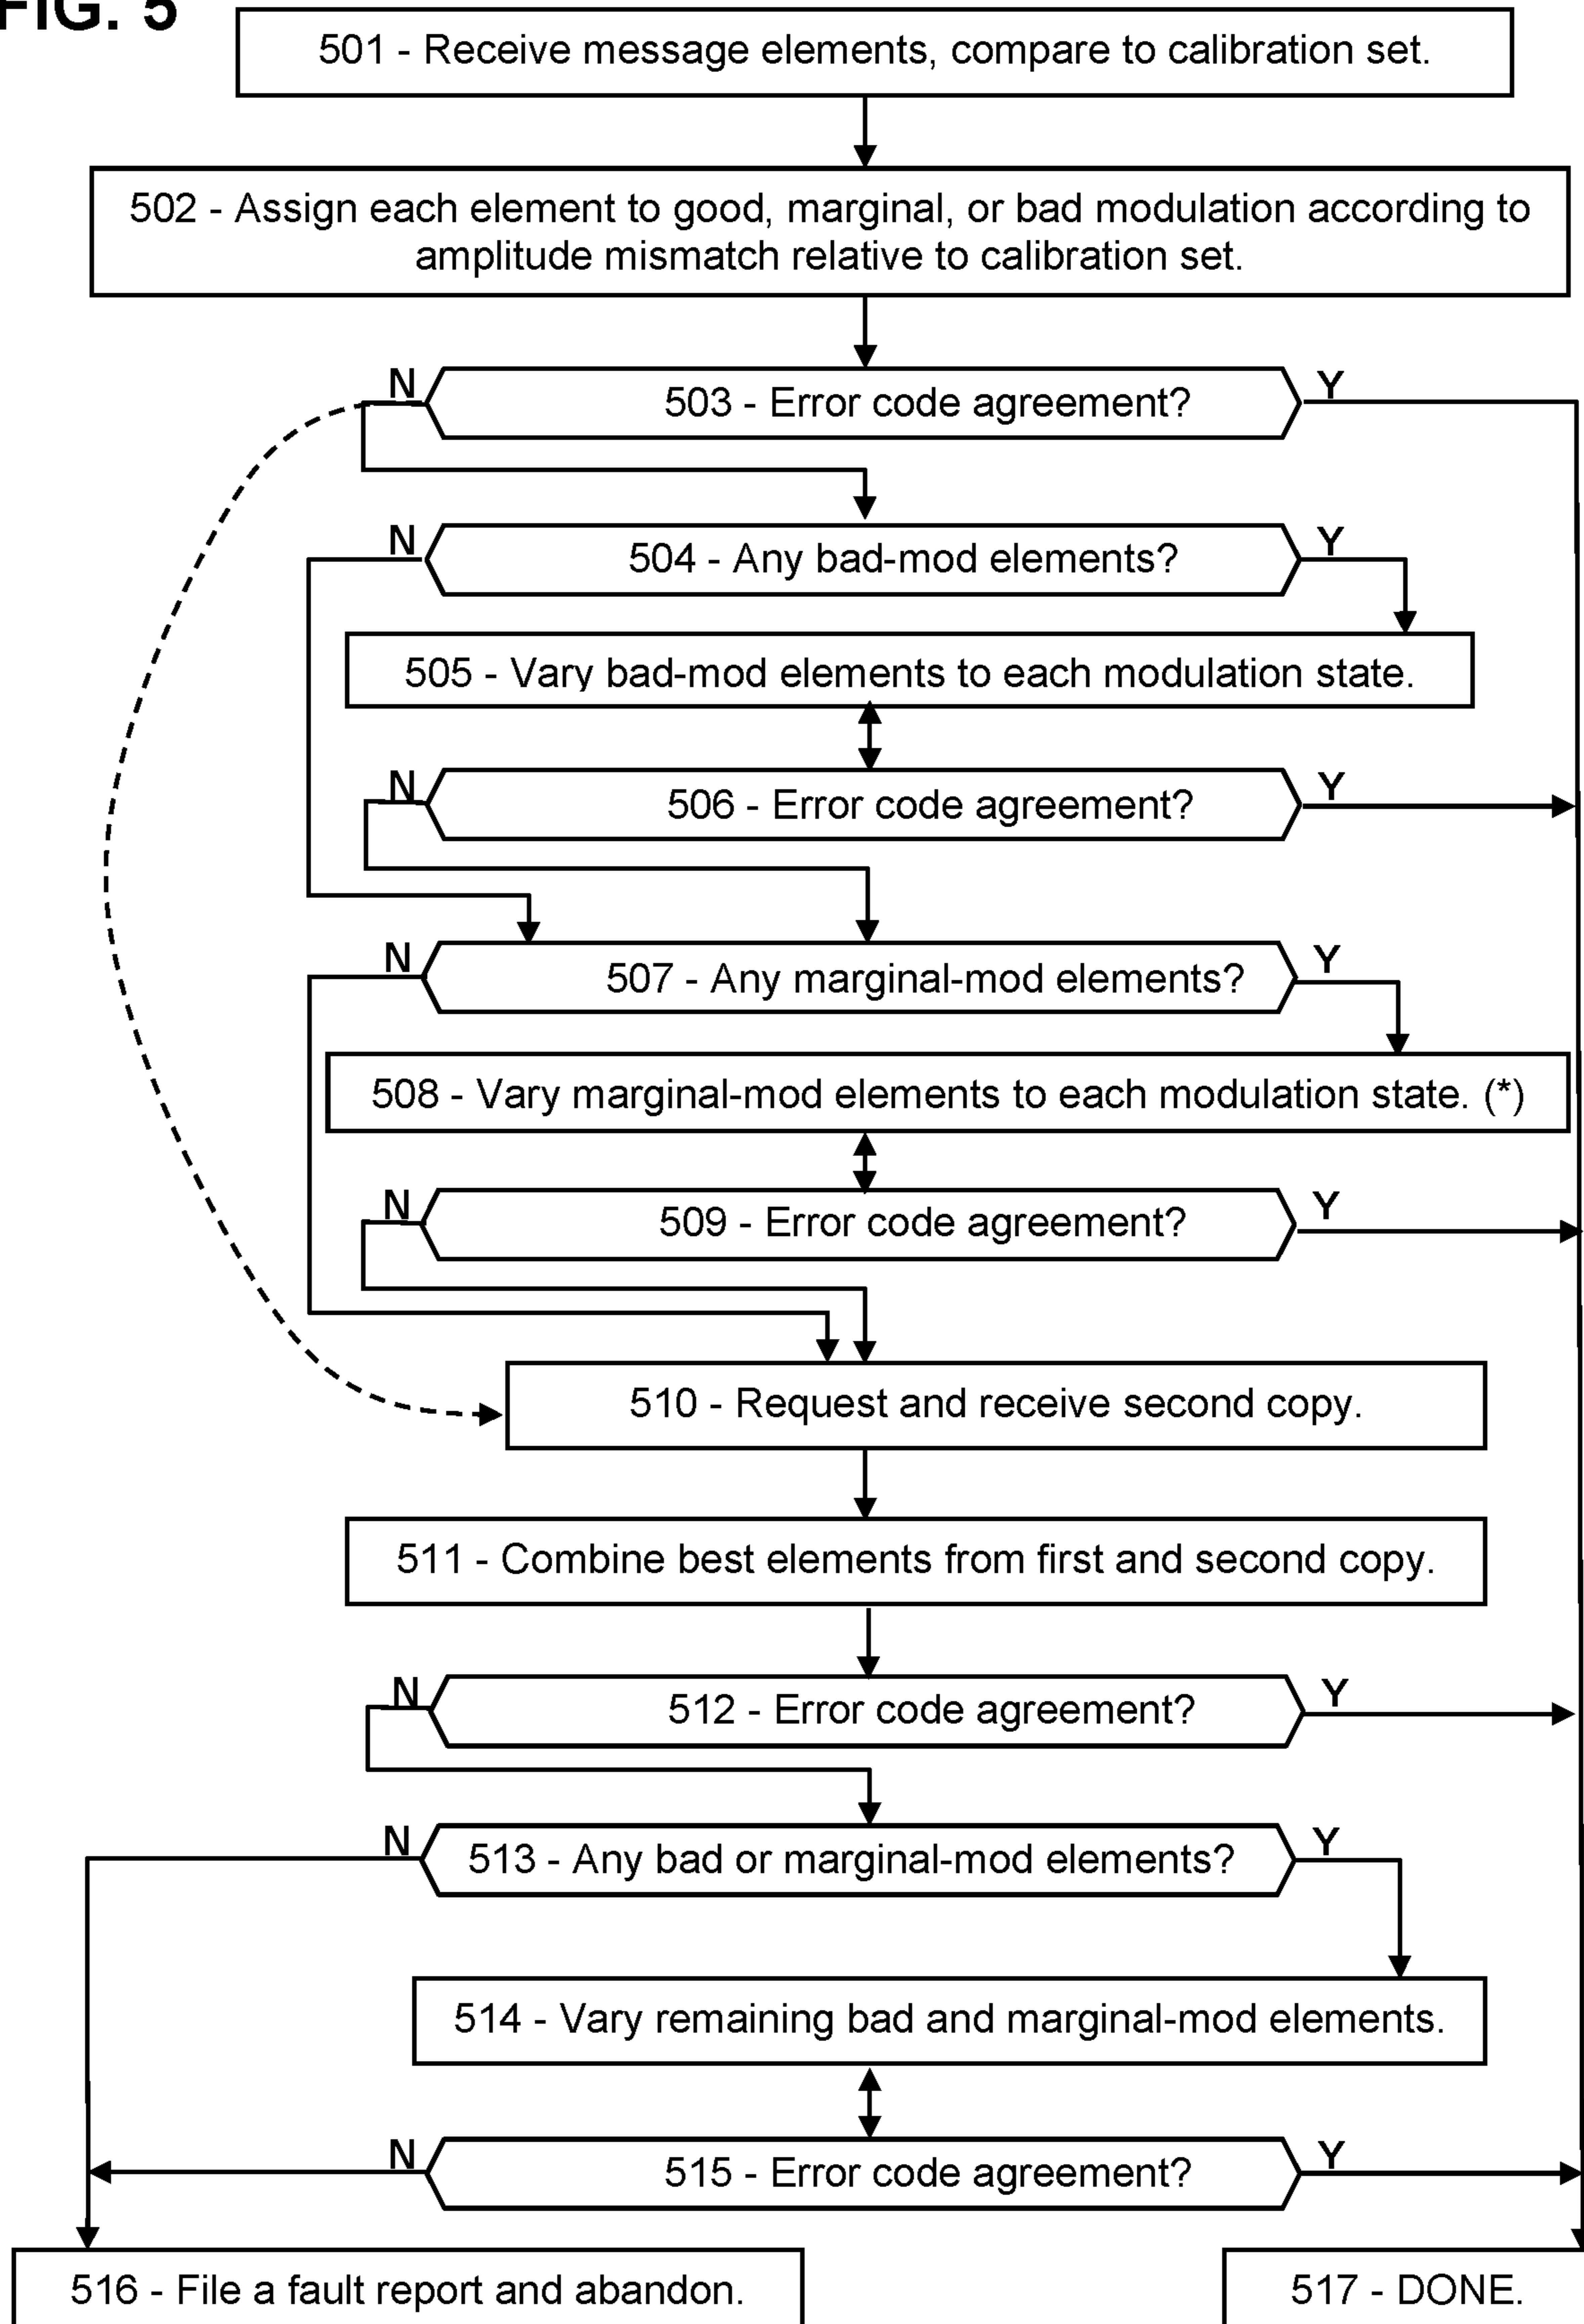 FIG. 5
501 - Receive message elements, compare to calibration set.
502 - Assign each element to good, marginal, or bad modulation according to
amplitude mismatch relative to calibration set.
N
503 - Error code agreement?
Y
N
504 - Any bad-mod elements?
Y
505 - Vary bad-mod elements to each modulation state.
N
506 - Error code agreement?
Y
N
507 - Any marginal-mod elements?
Y
508 - Vary marginal-mod elements to each modulation state. (*)
N
509 - Error code agreement?
Y
510 - Request and receive second copy.
511 - Combine best elements from first and second copy.
N
512 - Error code agreement?
Y
N
513 - Any bad or marginal-mod elements?
Y
514 - Vary remaining bad and marginal-mod elements.
N
515 - Error code agreement?
Y
516 - File a fault report and abandon.
517 - DONE.